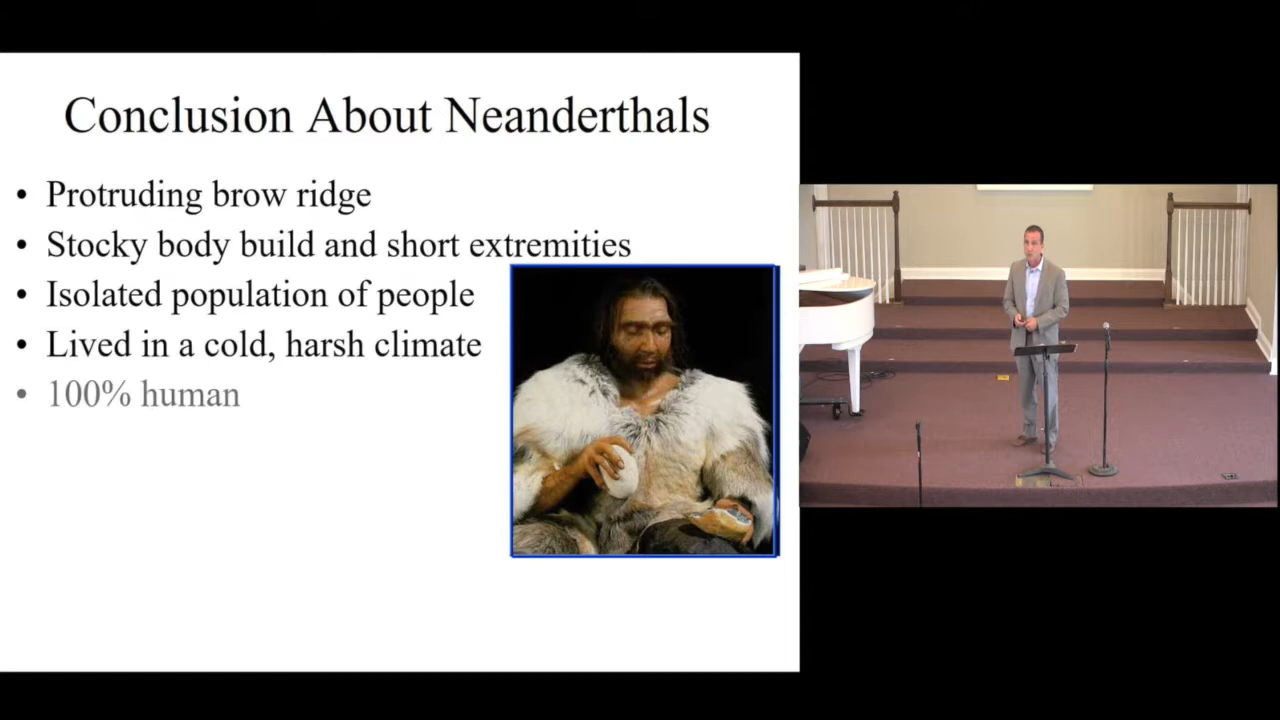 Conclusion About Neanderthals
• Protruding brow ridge
• Stocky body build and short extremities
• Isolated population of people
• Lived in a cold, harsh climate
• 100% human